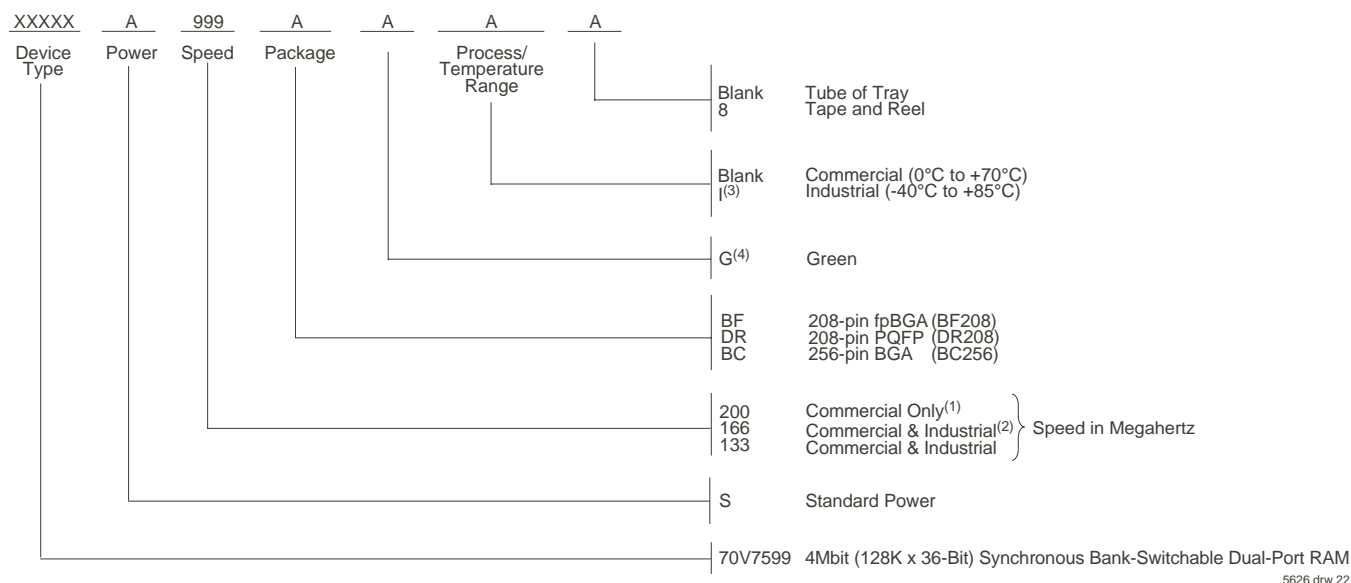 XXXXX A 999 A A A A
Device Type Power Speed Package Process/ Temperature Range
Blank Tube of Tray
8 Tape and Reel
Blank Commercial (0°C to +70°C)
I(3) Industrial (-40°C to +85°C)
G(4) Green
BF 208-pin fpBGA (BF208)
DR 208-pin PQFP (DR208)
BC 256-pin BGA (BC256)
200 Commercial Only(1)
166 Commercial & Industrial(2) Speed in Megahertz
133 Commercial & Industrial
S Standard Power
70V7599 4Mbit (128K x 36-Bit) Synchronous Bank-Switchable Dual-Port RAM
5626 drw 22